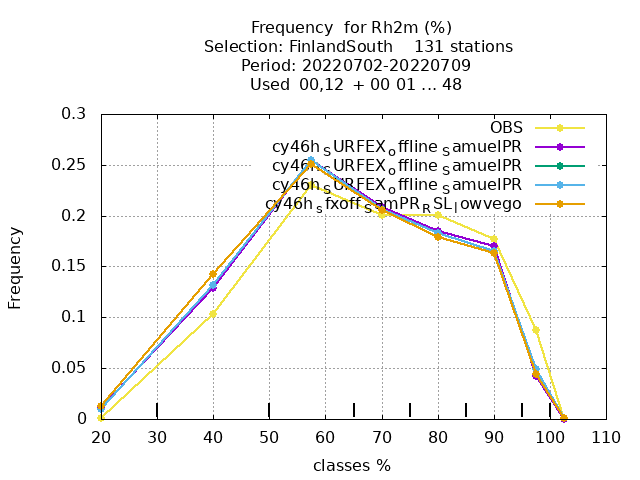 Frequency for Rh2m (%)
Selection: FinlandSouth 131 stations
Period: 20220702-20220709
Used 00,12 + 00 01 ... 48
0.3
0.25
0.2
0.15
0.1
0.05
0
Frequency
OBS
cy46h_SURFEX_offline_SamuelPR
cy46h_SURFEX_offline_SamuelPR
cy46h_SURFEX_offline_SamuelPR
cy46h_sfxoff_SamPR_RSL_lowvego
20 30 40 50 60 70 80 90 100 110
classes %